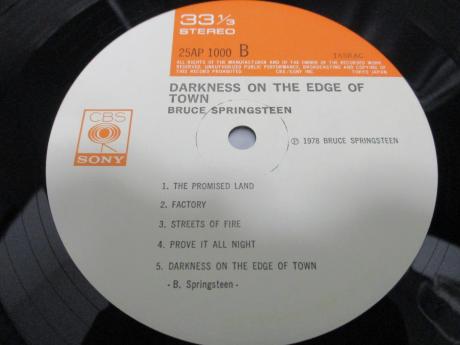 33 1/3
STEREO
25AP 1000 B
JASRAC
ALL RIGHTS OF THE MANUFACTURER AND OF THE OWNER OF THE RECORDED WORK
RESERVED. UNAUTHORIZED PUBLIC PERFORMANCE, BROADCASTING AND COPYING OF
THIS RECORD PROHIBITED CBS/SONY INC. TOKYO JAPAN
DARKNESS ON THE EDGE OF
TOWN
BRUCE SPRINGSTEEN
CBS
SONY
Ⓟ 1978 BRUCE SPRINGSTEEN
1. THE PROMISED LAND
2. FACTORY
3. STREETS OF FIRE
4. PROVE IT ALL NIGHT
5. DARKNESS ON THE EDGE OF TOWN
- B. Springsteen -